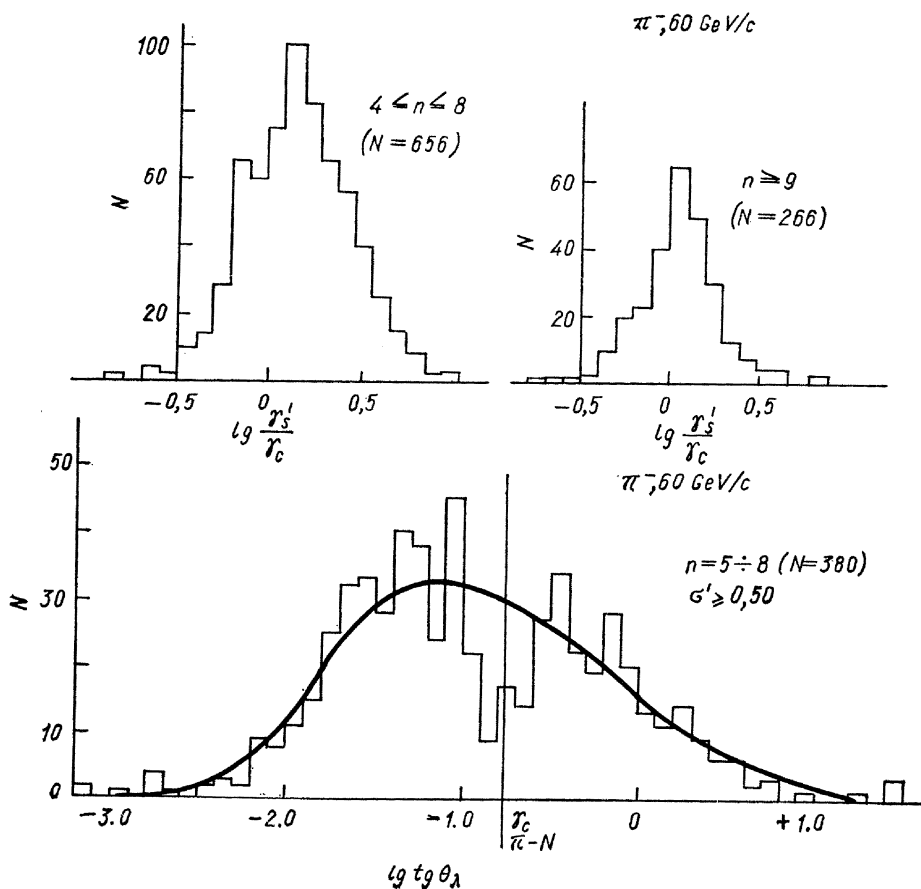 π⁻,60 GeV/c
100
60
20
N
4 ≤ n ≤ 8
(N=656)
−0,5 0 0,5
lg γ's/γc
60
40
20
N
n ≥ 9
(N=266)
−0,5 0 0,5
lg γ's/γc
π⁻,60 GeV/c
50
30
10
0
N
n=5÷8 (N=380)
σ' ≥ 0,50
−3.0 −2.0 −1.0 0 +1.0
γc
π−N
lg tg θλ